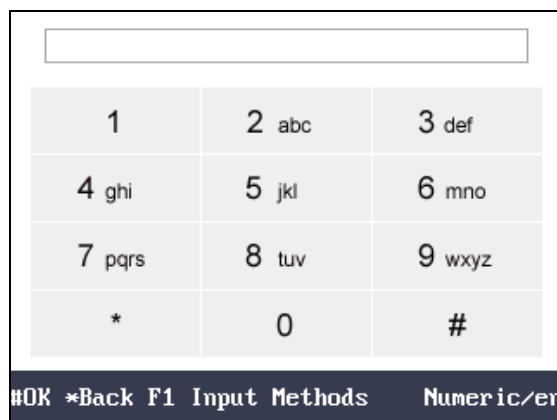 1 2 abc 3 def
4 ghi 5 jkl 6 mno
7 pqrs 8 tuv 9 wxyz
* 0 #
#OK *Back F1 Input Methods Numeric/en